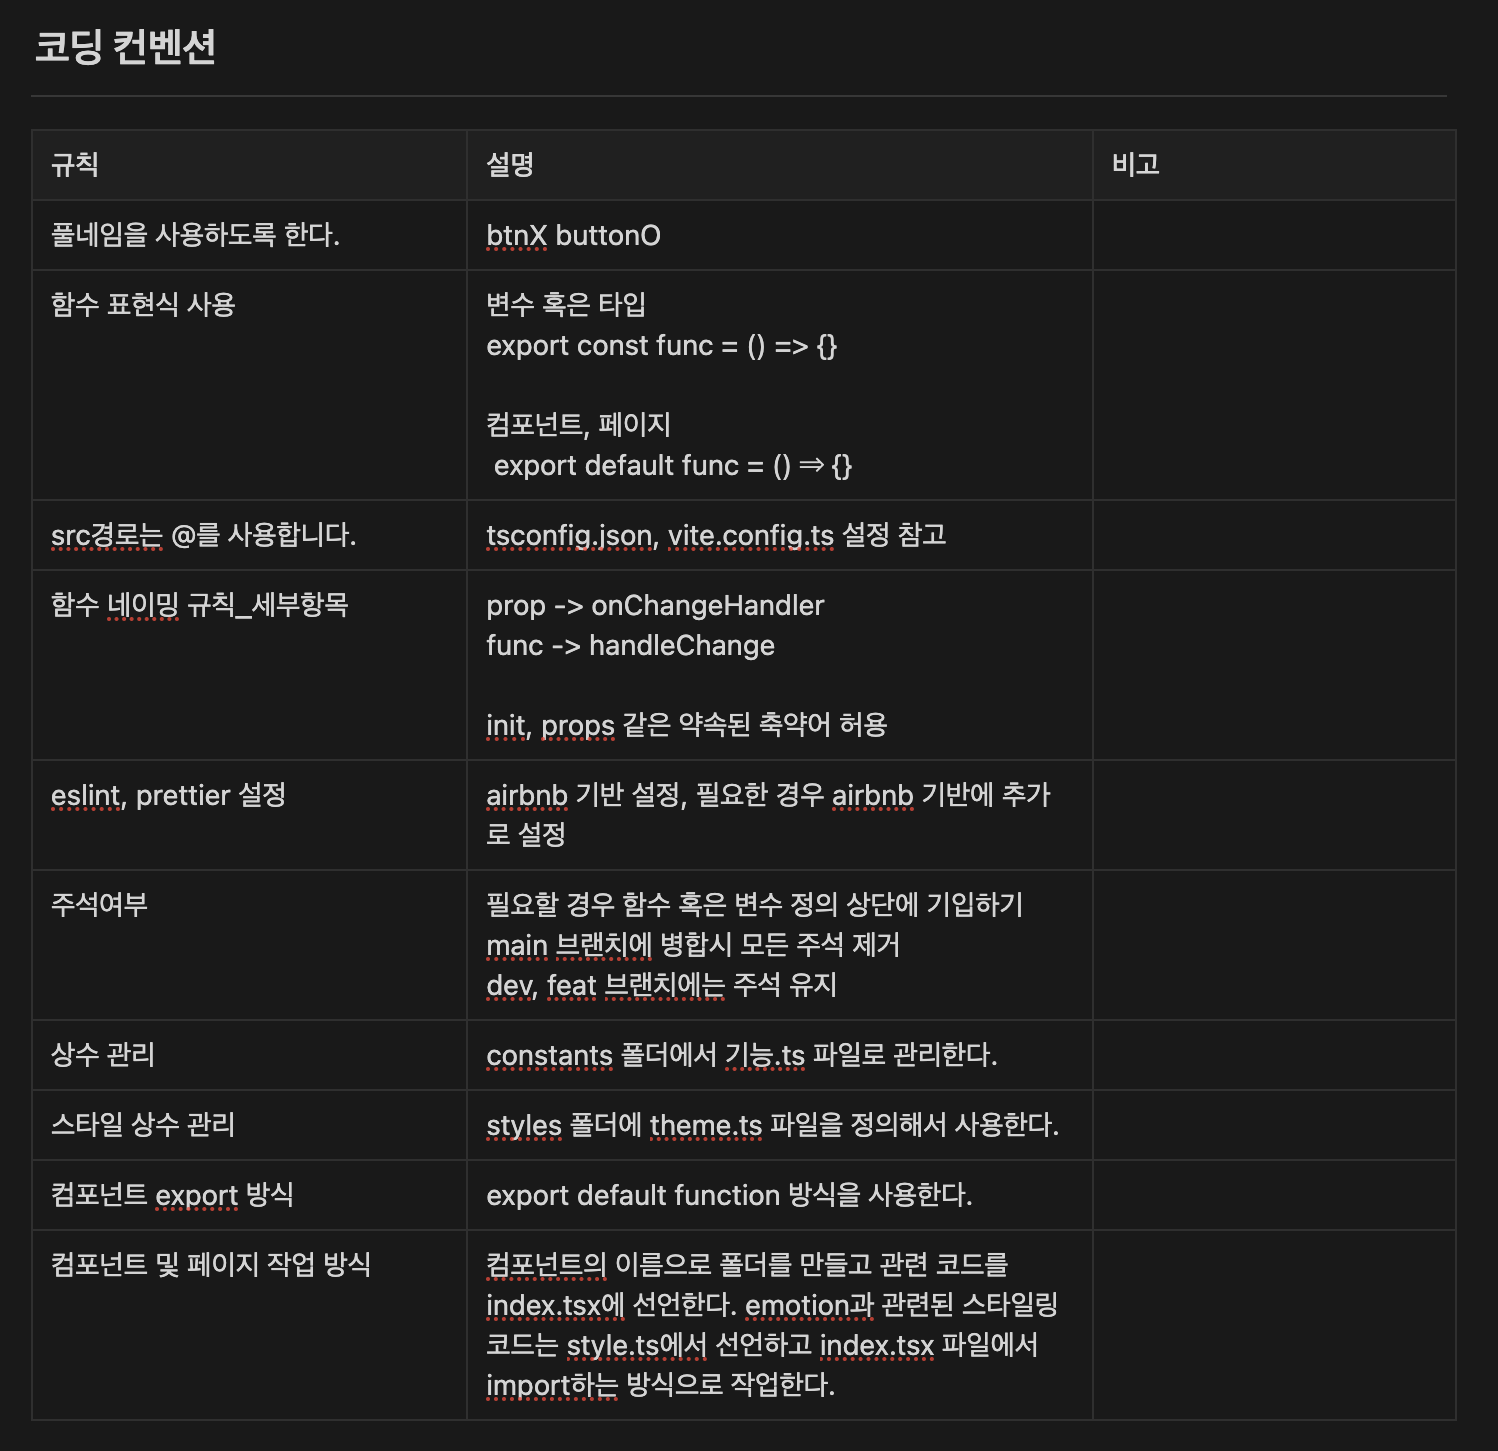 코딩 컨벤션
규칙
설명
비고
풀네임을 사용하도록 한다.
btnX buttonO
함수 표현식 사용
변수 혹은 타입
export const func = () => {}
컴포넌트, 페이지
export default func = () ⇒ {}
src경로는 @를 사용합니다.
tsconfig.json, vite.config.ts 설정 참고
함수 네이밍 규칙_세부항목
prop -> onChangeHandler
func -> handleChange
init, props 같은 약속된 축약어 허용
eslint, prettier 설정
airbnb 기반 설정, 필요한 경우 airbnb 기반에 추가
로 설정
주석여부
필요할 경우 함수 혹은 변수 정의 상단에 기입하기
main 브랜치에 병합시 모든 주석 제거
dev, feat 브랜치에는 주석 유지
상수 관리
constants 폴더에서 기능.ts 파일로 관리한다.
스타일 상수 관리
styles 폴더에 theme.ts 파일을 정의해서 사용한다.
컴포넌트 export 방식
export default function 방식을 사용한다.
컴포넌트 및 페이지 작업 방식
컴포넌트의 이름으로 폴더를 만들고 관련 코드를
index.tsx에 선언한다. emotion과 관련된 스타일링
코드는 style.ts에서 선언하고 index.tsx 파일에서
import하는 방식으로 작업한다.